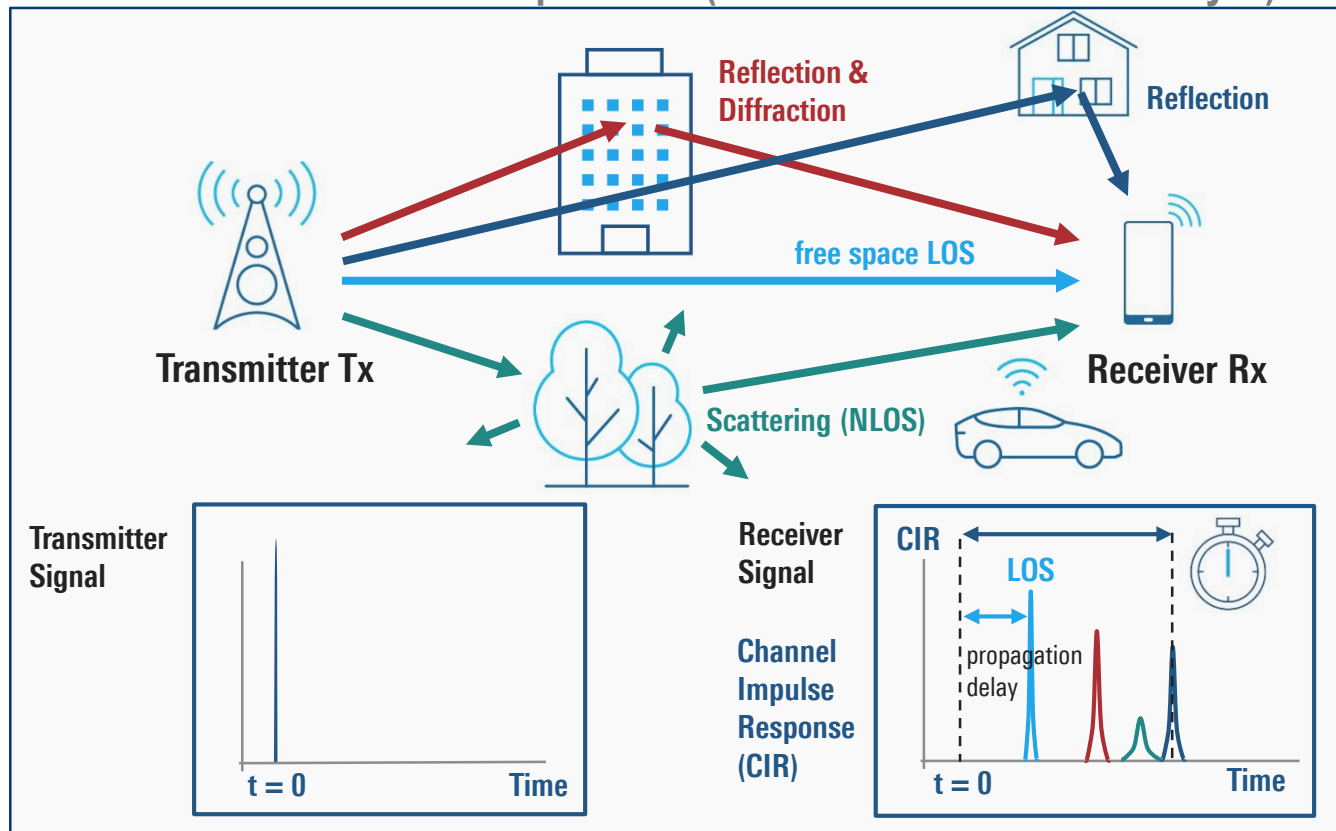 Reflection &
Diffraction
Reflection
free space LOS
Transmitter Tx
Receiver Rx
Scattering (NLOS)
Transmitter
Signal
t = 0
Time
Receiver
Signal
Channel
Impulse
Response
(CIR)
CIR
LOS
propagation
delay
t = 0
Time